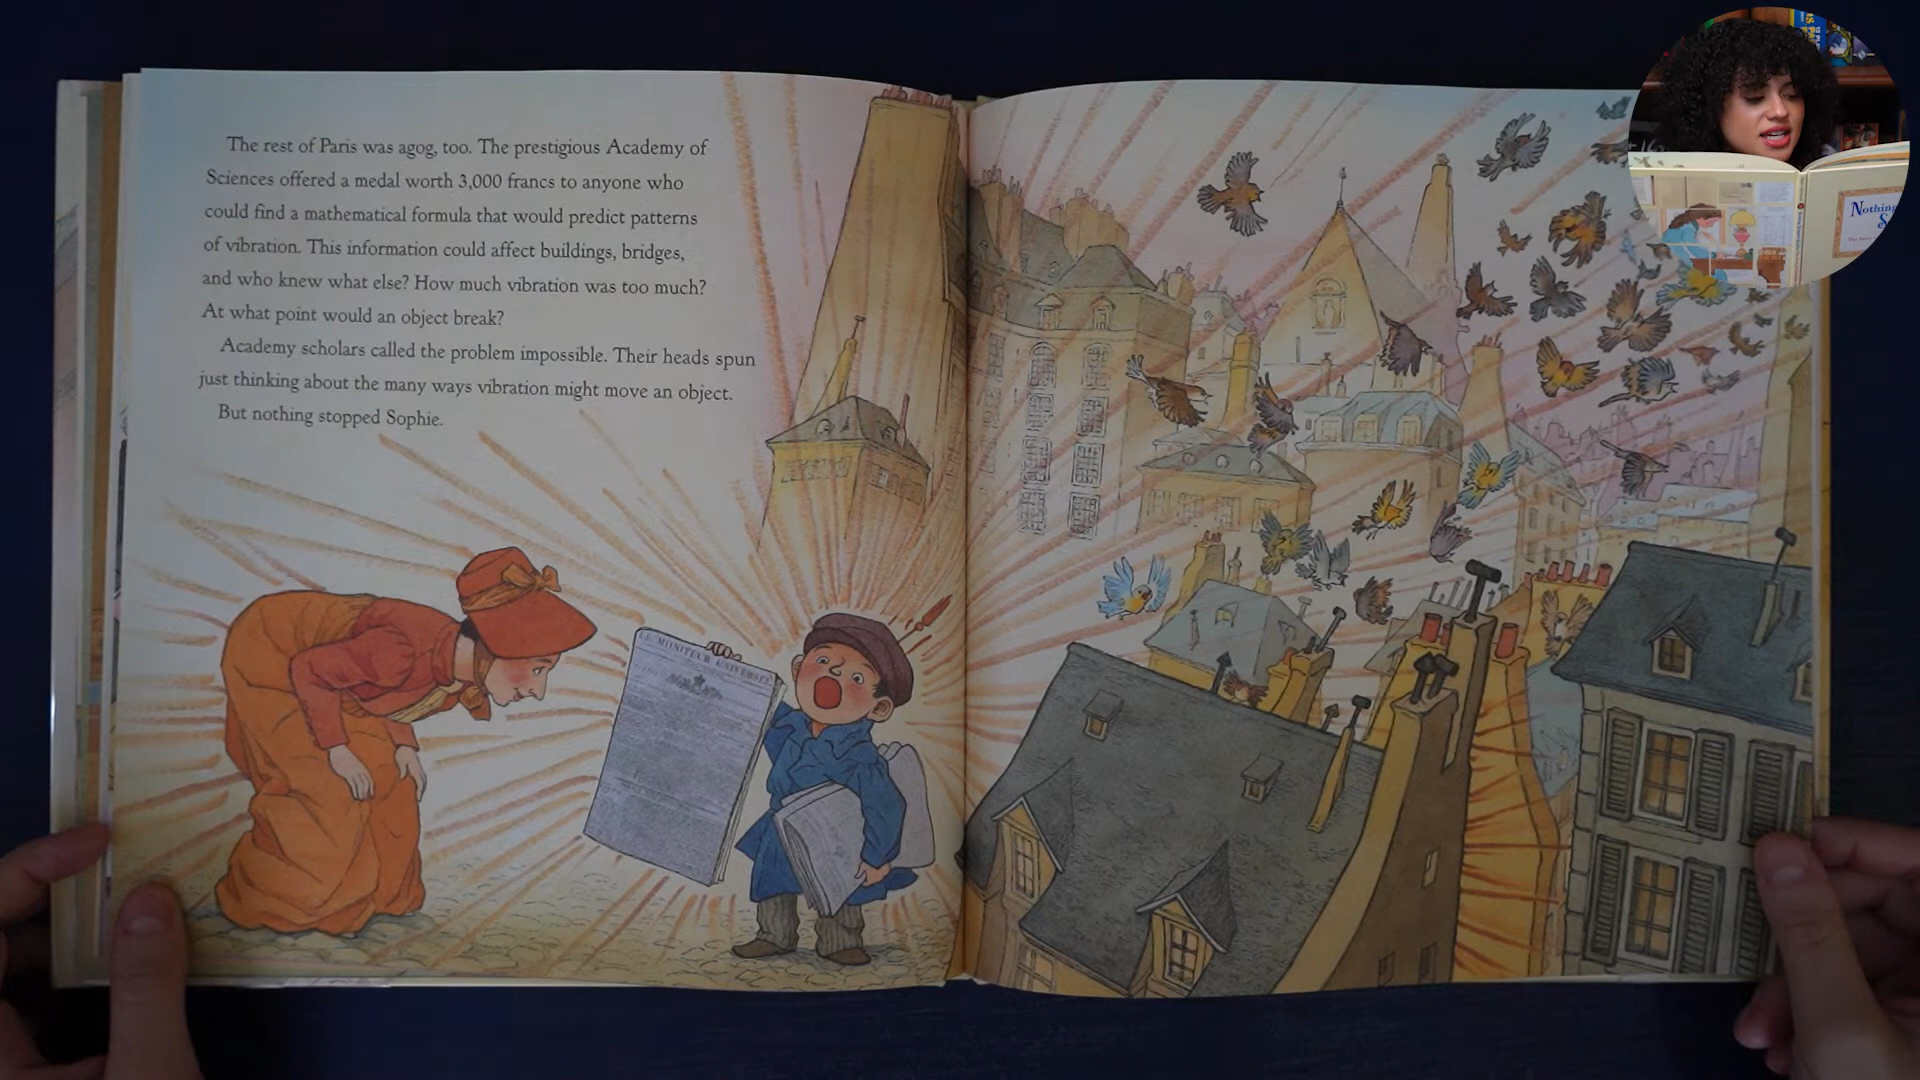 The rest of Paris was agog, too. The prestigious Academy of
Sciences offered a medal worth 3,000 francs to anyone who
could find a mathematical formula that would predict patterns
of vibration. This information could affect buildings, bridges,
and who knew what else? How much vibration was too much?
At what point would an object break?
Academy scholars called the problem impossible. Their heads spun
just thinking about the many ways vibration might move an object.
But nothing stopped Sophie.
LE MONITEUR UNIVERSEL
Nothing